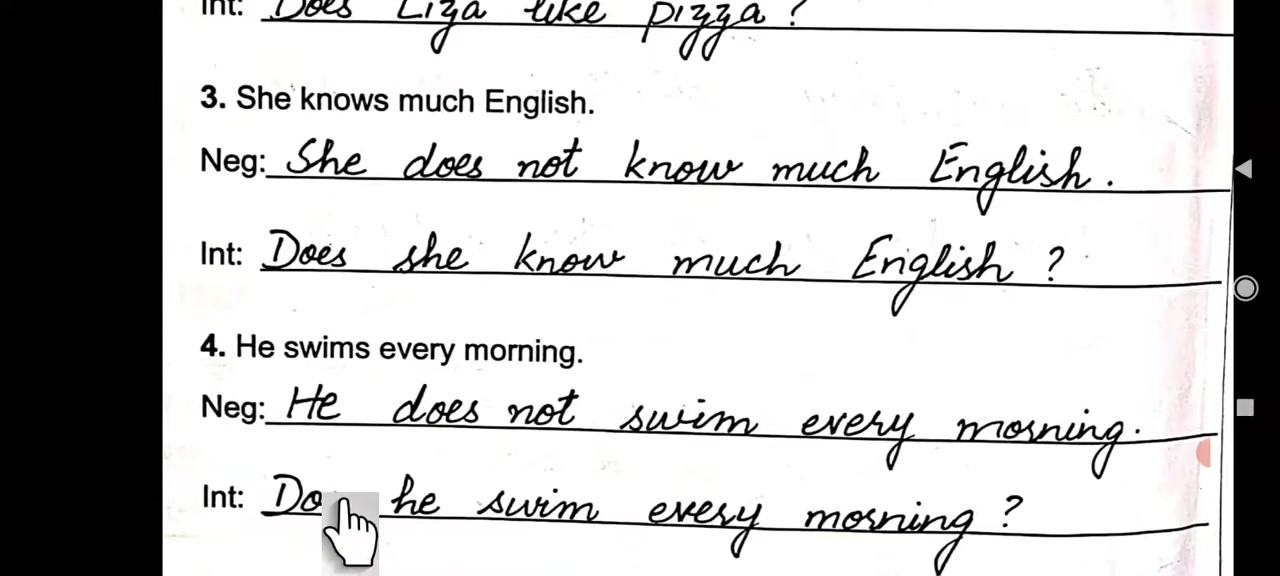 Int: Does Liza like pizza ?
3. She knows much English.
Neg: She does not know much English.
Int: Does she know much English ?
4. He swims every morning.
Neg: He does not swim every morning.
Int: he swim every morning ?